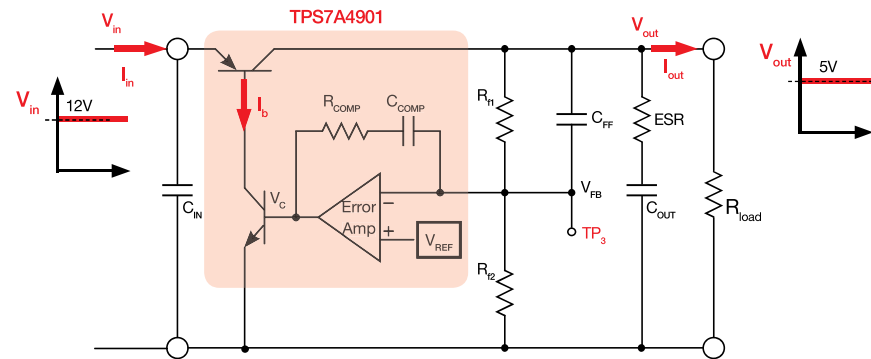 TPS7A4901
Vin
Iin
Vin
12V
CIN
Ib
RCOMP
CCOMP
VC
Error
Amp
−
+
VREF
Rf1
Rf2
CFF
VFB
TP3
Vout
Iout
ESR
COUT
Rload
Vout
5V